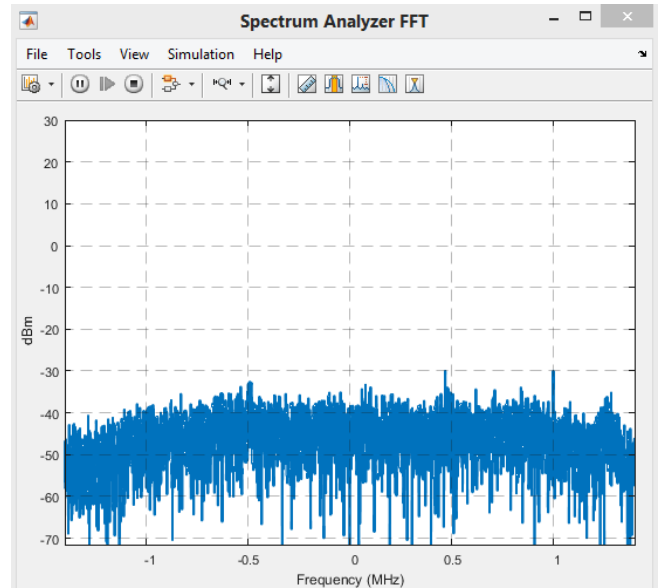 Spectrum Analyzer FFT
File Tools View Simulation Help
30
20
10
0
-10
-20
-30
-40
-50
-60
-70
dBm
-1 -0.5 0 0.5 1
Frequency (MHz)